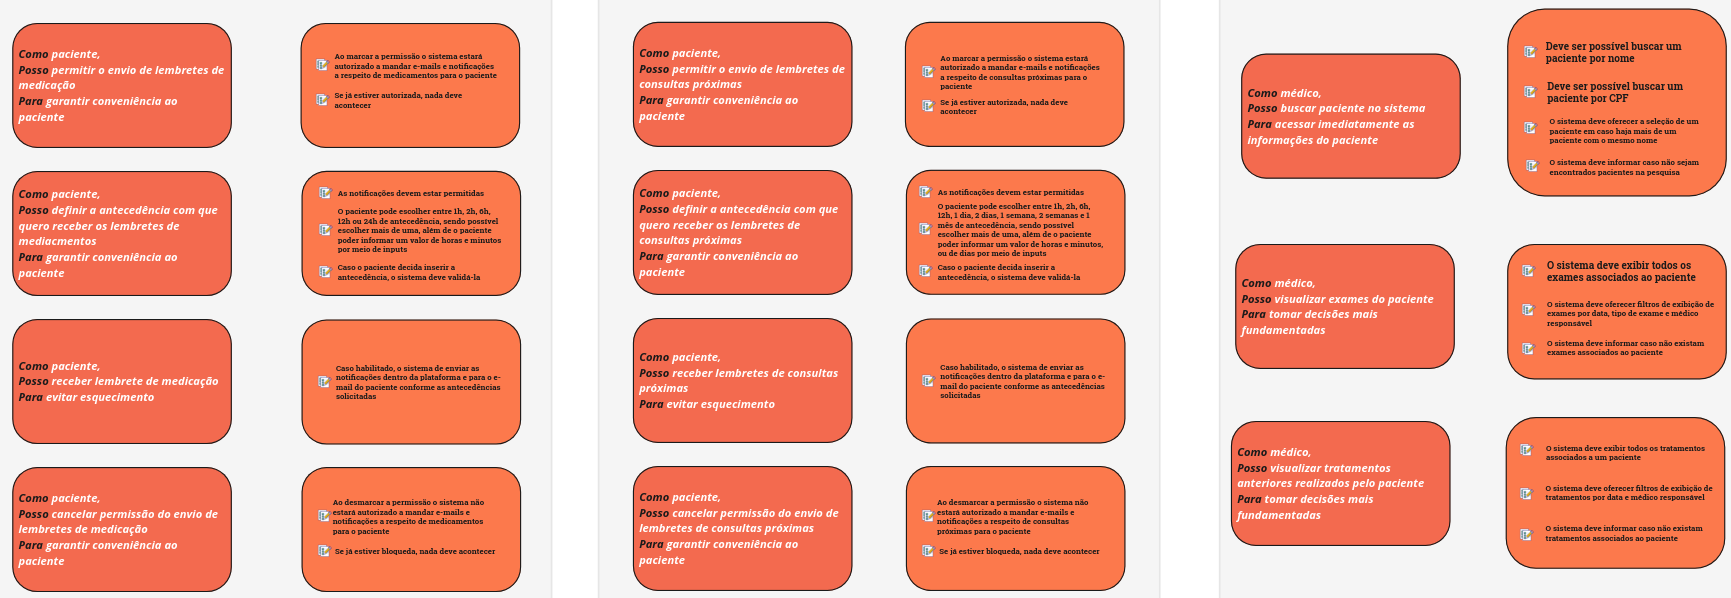 Como paciente,
Posso permitir o envio de lembretes de
medicação
Para garantir conveniência ao
paciente
Ao marcar a permissão o sistema estará
autorizado a mandar e-mails e notificações
a respeito de medicamentos para o paciente
Se já estiver autorizada, nada deve
acontecer
Como paciente,
Posso definir a antecedência com que
quero receber os lembretes de
mediacmentos
Para garantir conveniência ao
paciente
As notificações devem estar permitidas
O paciente pode escolher entre 1h, 2h, 6h,
12h ou 24h de antecedência, sendo possível
escolher mais de uma, além de o paciente
poder informar um valor de horas e minutos
por meio de inputs
Caso o paciente decida inserir a
antecedência, o sistema deve validá-la
Como paciente,
Posso receber lembrete de medicação
Para evitar esquecimento
Caso habilitado, o sistema de enviar as
notificações dentro da plataforma e para o e-
mail do paciente conforme as antecedências
solicitadas
Como paciente,
Posso cancelar permissão do envio de
lembretes de medicação
Para garantir conveniência ao
paciente
Ao desmarcar a permissão o sistema não
estará autorizado a mandar e-mails e
notificações a respeito de medicamentos
para o paciente
Se já estiver bloqueda, nada deve acontecer
Como paciente,
Posso permitir o envio de lembretes de
consultas próximas
Para garantir conveniência ao
paciente
Ao marcar a permissão o sistema estará
autorizado a mandar e-mails e notificações
a respeito de consultas próximas para o
paciente
Se já estiver autorizada, nada deve
acontecer
Como paciente,
Posso definir a antecedência com que
quero receber os lembretes de
consultas próximas
Para garantir conveniência ao
paciente
As notificações devem estar permitidas
O paciente pode escolher entre 1h, 2h, 6h,
12h, 1 dia, 2 dias, 1 semana, 2 semanas e 1
mês de antecedência, sendo possível
escolher mais de uma, além de o paciente
poder informar um valor de horas e minutos,
ou de dias por meio de inputs
Caso o paciente decida inserir a
antecedência, o sistema deve validá-la
Como paciente,
Posso receber lembretes de consultas
próximas
Para evitar esquecimento
Caso habilitado, o sistema de enviar as
notificações dentro da plataforma e para o e-
mail do paciente conforme as antecedências
solicitadas
Como paciente,
Posso cancelar permissão do envio de
lembretes de consultas próximas
Para garantir conveniência ao
paciente
Ao desmarcar a permissão o sistema não
estará autorizado a mandar e-mails e
notificações a respeito de consultas
próximas para o paciente
Se já estiver bloqueda, nada deve acontecer
Como médico,
Posso buscar paciente no sistema
Para acessar imediatamente as
informações do paciente
Deve ser possível buscar um
paciente por nome
Deve ser possível buscar um
paciente por CPF
O sistema deve oferecer a seleção de um
paciente em caso haja mais de um
paciente com o mesmo nome
O sistema deve informar caso não sejam
encontrados pacientes na pesquisa
Como médico,
Posso visualizar exames do paciente
Para tomar decisões mais
fundamentadas
O sistema deve exibir todos os
exames associados ao paciente
O sistema deve oferecer filtros de exibição de
exames por data, tipo de exame e médico
responsável
O sistema deve informar caso não existam
exames associados ao paciente
Como médico,
Posso visualizar tratamentos
anteriores realizados pelo paciente
Para tomar decisões mais
fundamentadas
O sistema deve exibir todos os tratamentos
associados a um paciente
O sistema deve oferecer filtros de exibição de
tratamentos por data e médico responsável
O sistema deve informar caso não existam
tratamentos associados ao paciente